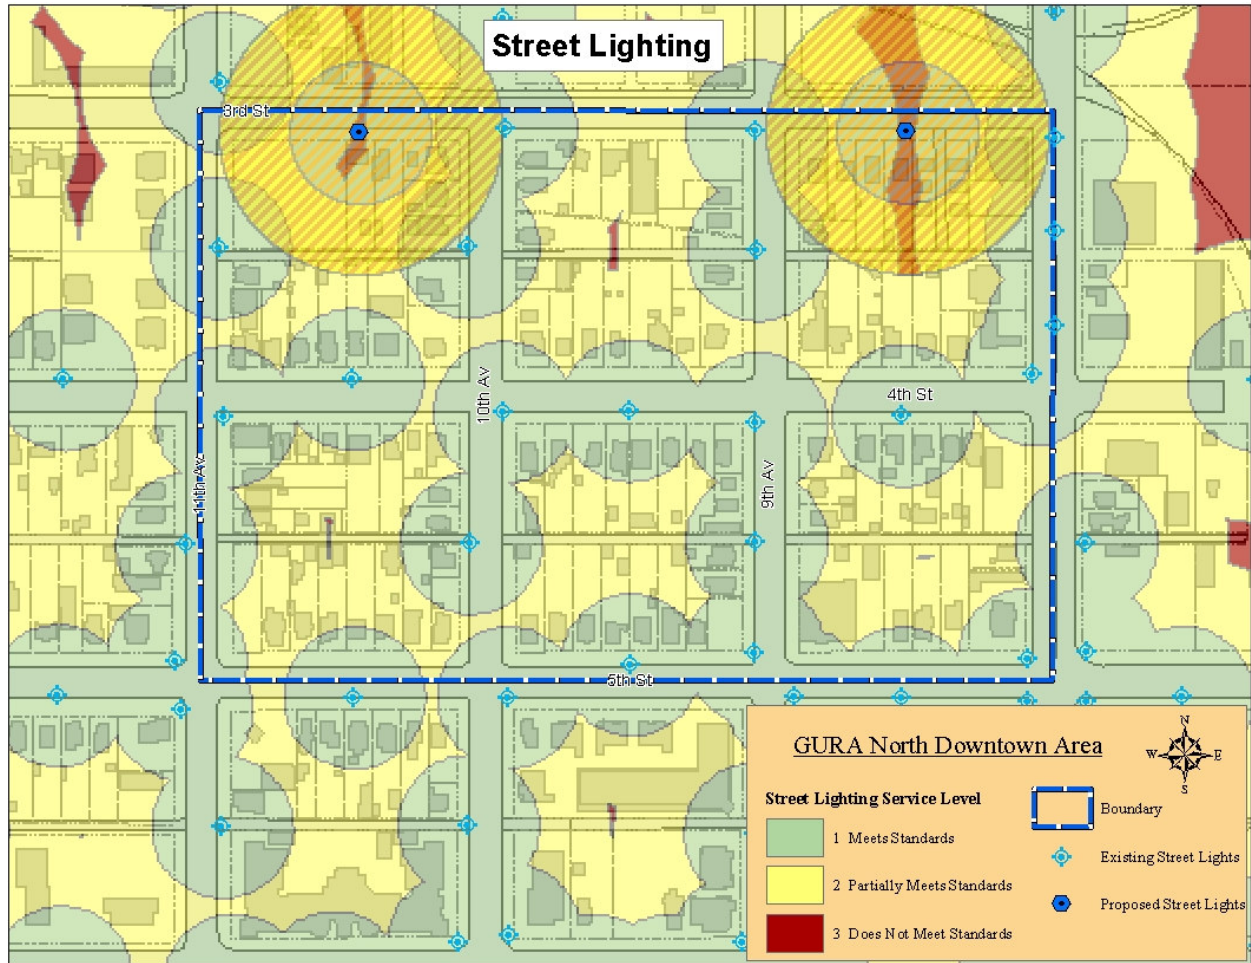 Street Lighting
3rd St
10th Av
4th St
11th Av
9th Av
5th St
GURA North Downtown Area
N
W
E
S
Street Lighting Service Level
1 Meets Standards
2 Partially Meets Standards
3 Does Not Meet Standards
Boundary
Existing Street Lights
Proposed Street Lights